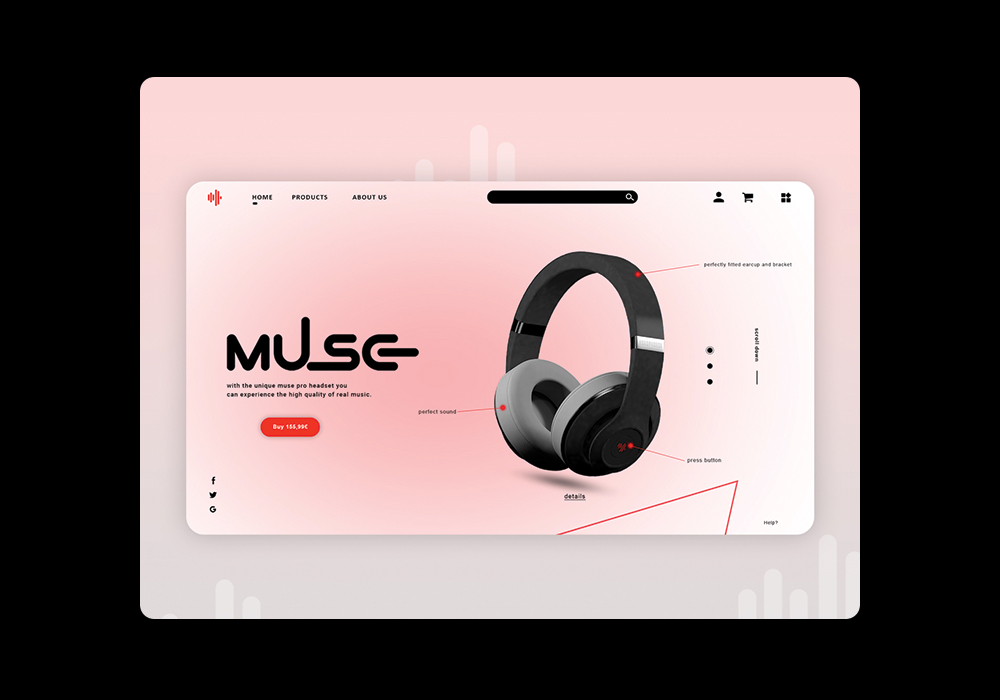 HOME PRODUCTS ABOUT US
perfectly fitted earcup and bracket
MUSE
scroll down
with the unique muse pro headset you
can experience the high quality of real music.
perfect sound
Buy 155,99€
press button
details
Help?